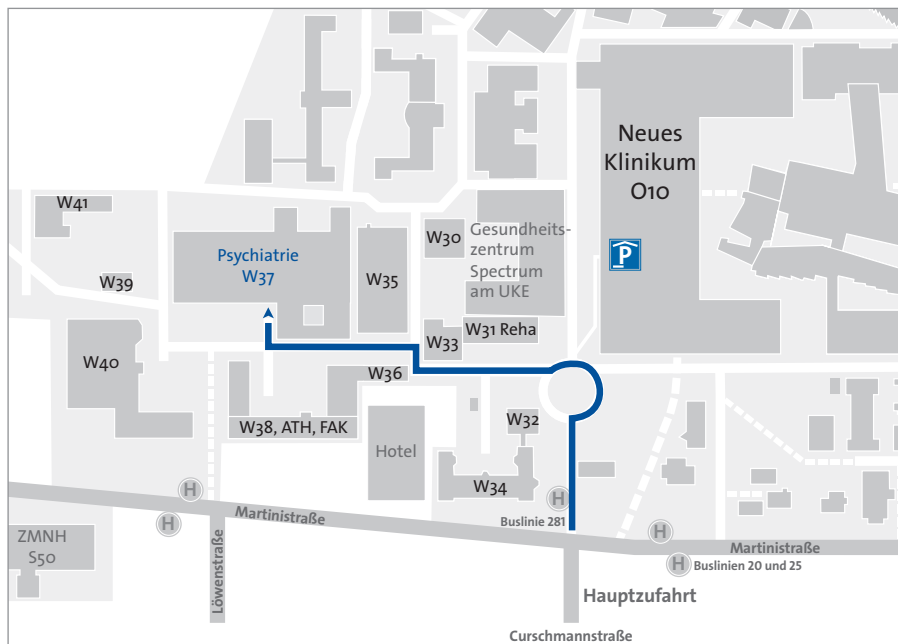 Neues
Klinikum
O10
P
W41
W30
Gesundheits-
zentrum
Spectrum
am UKE
Psychiatrie
W37
W35
W39
W31 Reha
W33
W40
W36
W32
W38, ATH, FAK
Hotel
W34
H
H
H
Buslinie 281
Martinistraße
ZMNH
S50
Löwenstraße
H
Martinistraße
H
Buslinien 20 und 25
Hauptzufahrt
Curschmannstraße